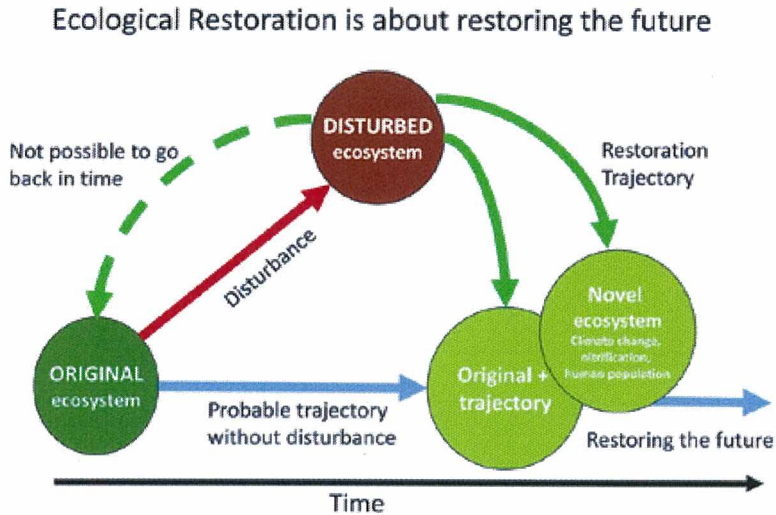 Ecological Restoration is about restoring the future
DISTURBED
ecosystem
Not possible to go
back in time
Restoration
Trajectory
Disturbance
Novel
ecosystem
Climate change,
nitrification,
Human population
ORIGINAL
ecosystem
Original +
trajectory
Probable trajectory
without disturbance
Restoring the future
Time